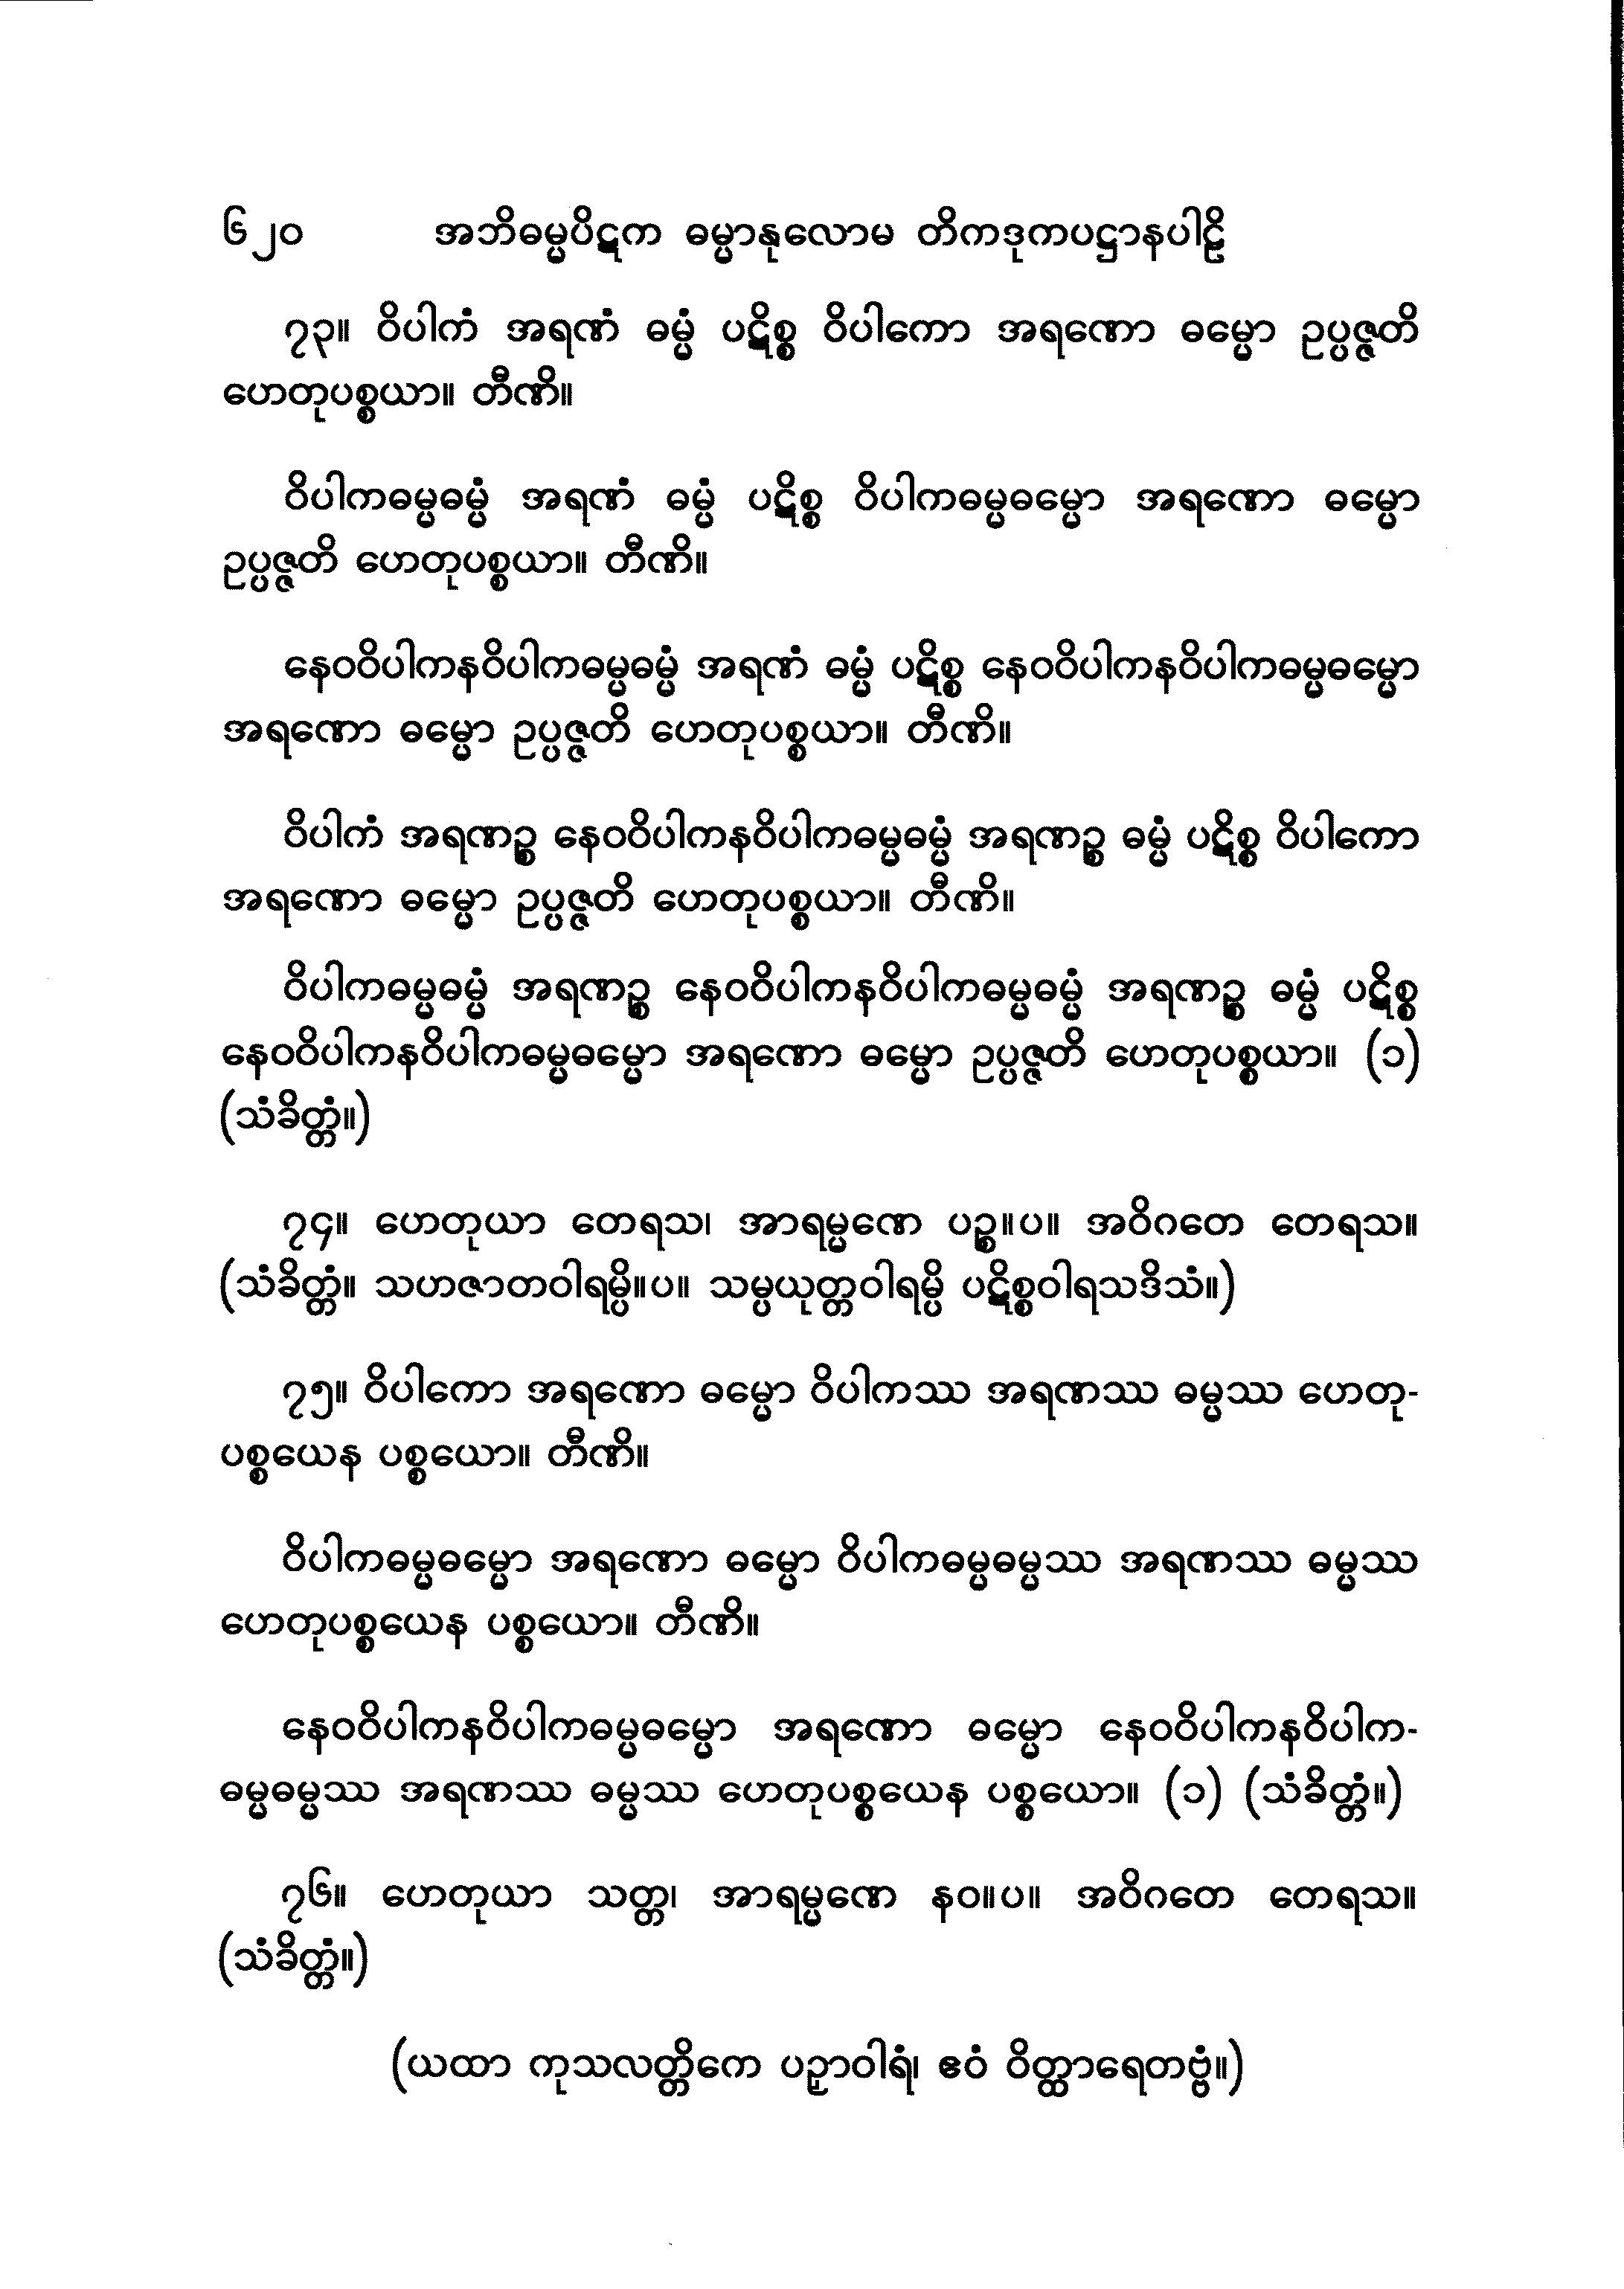 ၆၂၀ အဘိဓမ္မပိဋက ဓမ္မာနုလောမ တိကဒုကပဋ္ဌာနပါဠိ
၇၃။ ဝိပါကံ အရဏံ ဓမ္မံ ပဋိစ္စ ဝိပါကော အရဏော ဓမ္မော ဥပ္ပဇ္ဇတိ
ဟေတုပစ္စယာ။ တီဏိ။
ဝိပါကဓမ္မဓမ္မံ အရဏံ ဓမ္မံ ပဋိစ္စ ဝိပါကဓမ္မဓမ္မော အရဏော ဓမ္မော
ဥပ္ပဇ္ဇတိ ဟေတုပစ္စယာ။ တီဏိ။
နေဝဝိပါကနဝိပါကဓမ္မဓမ္မံ အရဏံ ဓမ္မံ ပဋိစ္စ နေဝဝိပါကနဝိပါကဓမ္မဓမ္မော
အရဏော ဓမ္မော ဥပ္ပဇ္ဇတိ ဟေတုပစ္စယာ။ တီဏိ။
ဝိပါကံ အရဏဉ္စ နေဝဝိပါကနဝိပါကဓမ္မဓမ္မံ အရဏဉ္စ ဓမ္မံ ပဋိစ္စ ဝိပါကော
အရဏော ဓမ္မော ဥပ္ပဇ္ဇတိ ဟေတုပစ္စယာ။ တီဏိ။
ဝိပါကဓမ္မဓမ္မံ အရဏဉ္စ နေဝဝိပါကနဝိပါကဓမ္မဓမ္မံ အရဏဉ္စ ဓမ္မံ ပဋိစ္စ
နေဝဝိပါကနဝိပါကဓမ္မဓမ္မော အရဏော ဓမ္မော ဥပ္ပဇ္ဇတိ ဟေတုပစ္စယာ။ (၁)
(သံခိတ္တံ။)
၇၄။ ဟေတုယာ တေရသ၊ အာရမ္မဏေ ပဉ္စ။ပ။ အဝိဂတေ တေရသ။
(သံခိတ္တံ။ သဟဇာတဝါရမ္ပိ။ပ။ သမ္ပယုတ္တဝါရမ္ပိ ပဋိစ္စဝါရသဒိသံ။)
၇၅။ ဝိပါကော အရဏော ဓမ္မော ဝိပါကဿ အရဏဿ ဓမ္မဿ ဟေတု-
ပစ္စယေန ပစ္စယော။ တီဏိ။
ဝိပါကဓမ္မဓမ္မော အရဏော ဓမ္မော ဝိပါကဓမ္မဓမ္မဿ အရဏဿ ဓမ္မဿ
ဟေတုပစ္စယေန ပစ္စယော။ တီဏိ။
နေဝဝိပါကနဝိပါကဓမ္မဓမ္မော အရဏော ဓမ္မော နေဝဝိပါကနဝိပါက-
ဓမ္မဓမ္မဿ အရဏဿ ဓမ္မဿ ဟေတုပစ္စယေန ပစ္စယော။ (၁) (သံခိတ္တံ။)
၇၆။ ဟေတုယာ သတ္တ၊ အာရမ္မဏေ နဝ။ပ။ အဝိဂတေ တေရသ။
(သံခိတ္တံ။)
(ယထာ ကုသလတ္တိကေ ပဉှာဝါရံ၊ ဧဝံ ဝိတ္ထာရေတဗ္ဗံ။)